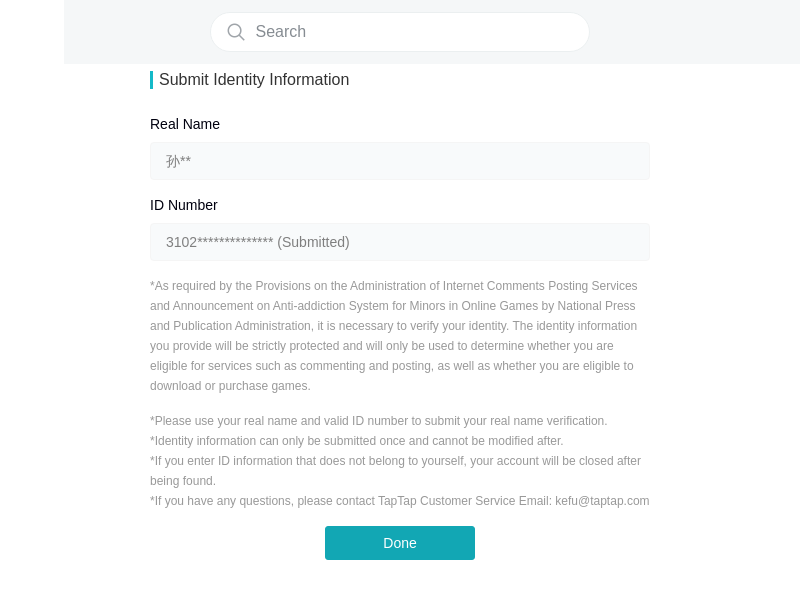 Search
Submit Identity Information
Real Name
孙**
ID Number
3102************** (Submitted)
*As required by the Provisions on the Administration of Internet Comments Posting Services
and Announcement on Anti-addiction System for Minors in Online Games by National Press
and Publication Administration, it is necessary to verify your identity. The identity information
you provide will be strictly protected and will only be used to determine whether you are
eligible for services such as commenting and posting, as well as whether you are eligible to
download or purchase games.
*Please use your real name and valid ID number to submit your real name verification.
*Identity information can only be submitted once and cannot be modified after.
*If you enter ID information that does not belong to yourself, your account will be closed after
being found.
*If you have any questions, please contact TapTap Customer Service Email: kefu@taptap.com
Done